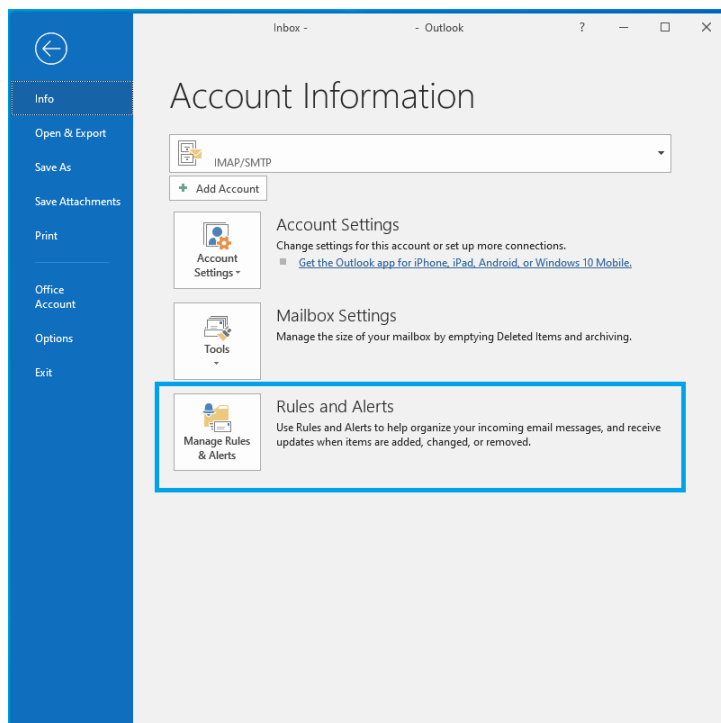 Inbox - - Outlook ?
Info
Open & Export
Save As
Save Attachments
Print
Office
Account
Options
Exit
Account Information
IMAP/SMTP
+ Add Account
Account
Settings
Account Settings
Change settings for this account or set up more connections.
Get the Outlook app for iPhone, iPad, Android, or Windows 10 Mobile.
Tools
Mailbox Settings
Manage the size of your mailbox by emptying Deleted Items and archiving.
Manage Rules
& Alerts
Rules and Alerts
Use Rules and Alerts to help organize your incoming email messages, and receive
updates when items are added, changed, or removed.